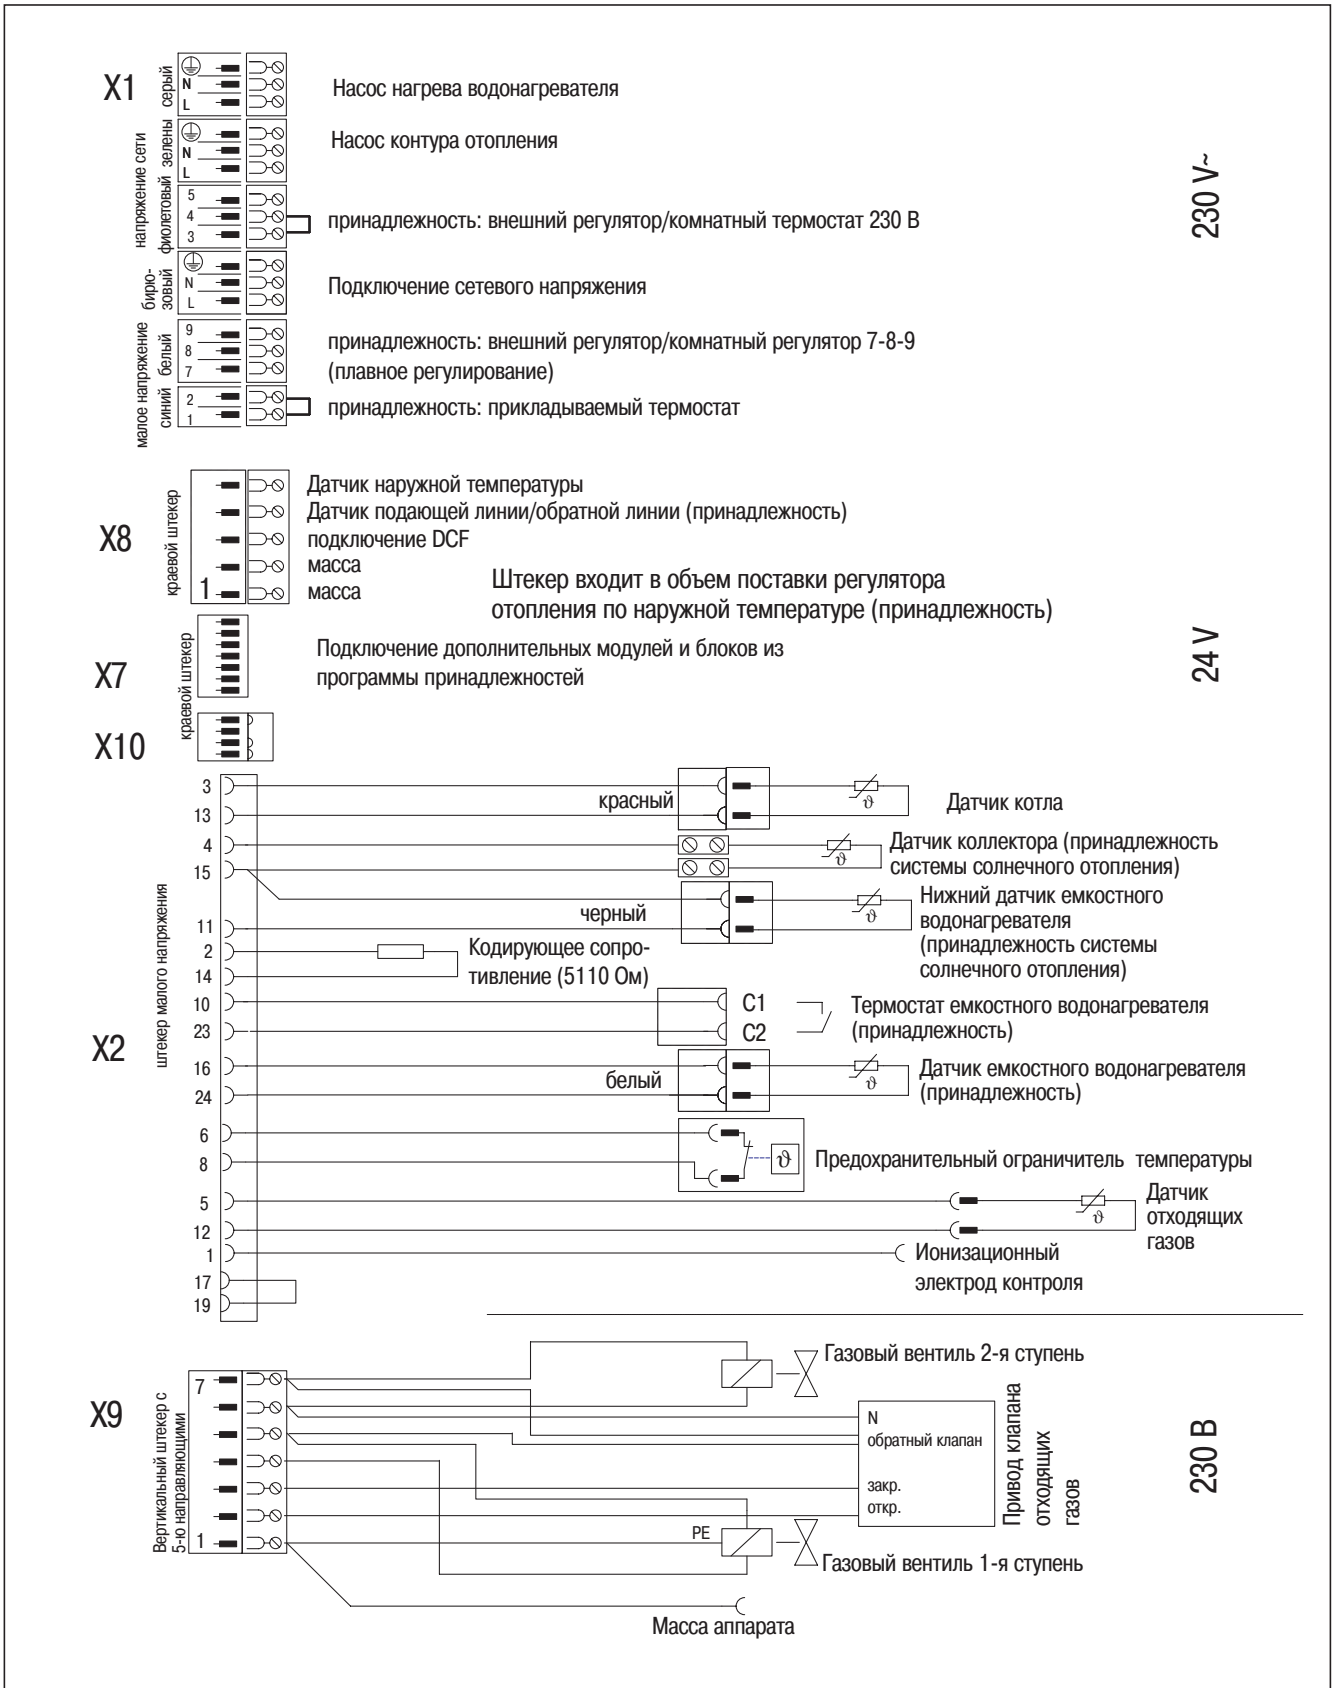 X1
серый
N
L
Насос нагрева водонагревателя
напряжение сети
зелены
N
L
Насос контура отопления
фиолетовый
5
4
3
принадлежность: внешний регулятор/комнатный термостат 230 В
230 V~
бирю-
зовый
N
L
Подключение сетевого напряжения
малое напряжение
белый
9
8
7
принадлежность: внешний регулятор/комнатный регулятор 7-8-9
(плавное регулирование)
синий
2
1
принадлежность: прикладываемый термостат
X8
краевой штекер
1
Датчик наружной температуры
Датчик подающей линии/обратной линии (принадлежность)
подключение DCF
масса
масса
Штекер входит в объем поставки регулятора
отопления по наружной температуре (принадлежность)
24 V
X7
краевой штекер
Подключение дополнительных модулей и блоков из
программы принадлежностей
X10
X2
штекер малого напряжения
3
13
красный
ϑ
Датчик котла
4
15
ϑ
Датчик коллектора (принадлежность
системы солнечного отопления)
11
черный
ϑ
Нижний датчик емкостного
водонагревателя
(принадлежность системы
солнечного отопления)
2
14
Кодирующее сопро-
тивление (5110 Ом)
10
23
C1
C2
Термостат емкостного водонагревателя
(принадлежность)
16
24
белый
ϑ
Датчик емкостного водонагревателя
(принадлежность)
6
8
ϑ
Предохранительный ограничитель температуры
5
12
ϑ
Датчик
отходящих
газов
1
Ионизационный
электрод контроля
17
19
X9
Вертикальный штекер с
5-ю направляющими
7
1
Газовый вентиль 2-я ступень
N
обратный клапан
закр.
откр.
Привод клапана
отходящих
газов
230 В
PE
Газовый вентиль 1-я ступень
Масса аппарата